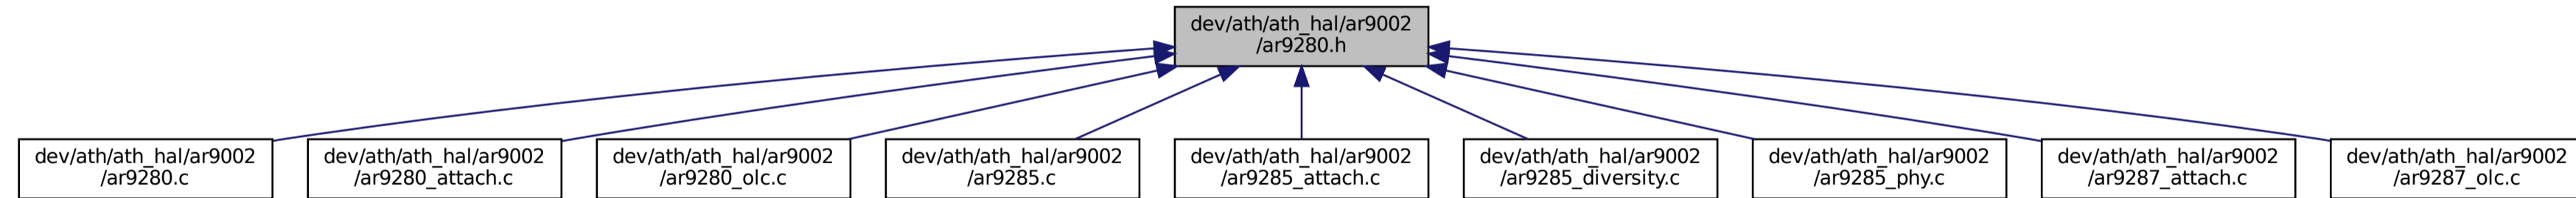 dev/ath/ath_hal/ar9002
/ar9280.h
dev/ath/ath_hal/ar9002
/ar9280.c
dev/ath/ath_hal/ar9002
/ar9280_attach.c
dev/ath/ath_hal/ar9002
/ar9280_olc.c
dev/ath/ath_hal/ar9002
/ar9285.c
dev/ath/ath_hal/ar9002
/ar9285_attach.c
dev/ath/ath_hal/ar9002
/ar9285_diversity.c
dev/ath/ath_hal/ar9002
/ar9285_phy.c
dev/ath/ath_hal/ar9002
/ar9287_attach.c
dev/ath/ath_hal/ar9002
/ar9287_olc.c